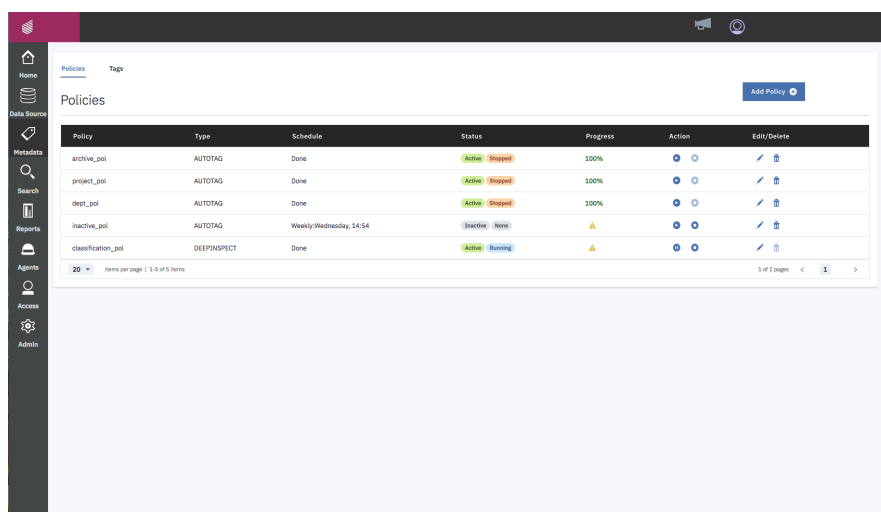 Home
Data Source
Metadata
Search
Reports
Agents
Access
Admin
Policies Tags
Policies
Add Policy
Policy Type Schedule Status Progress Action Edit/Delete
archive_pol AUTOTAG Done Active Stopped 100%
project_pol AUTOTAG Done Active Stopped 100%
dept_pol AUTOTAG Done Active Stopped 100%
inactive_pol AUTOTAG Weekly:Wednesday, 14:54 Inactive None
classification_pol DEEPINSPECT Done Active Running
20 Items per page | 1-5 of 5 items 1 of 1 pages < 1 >